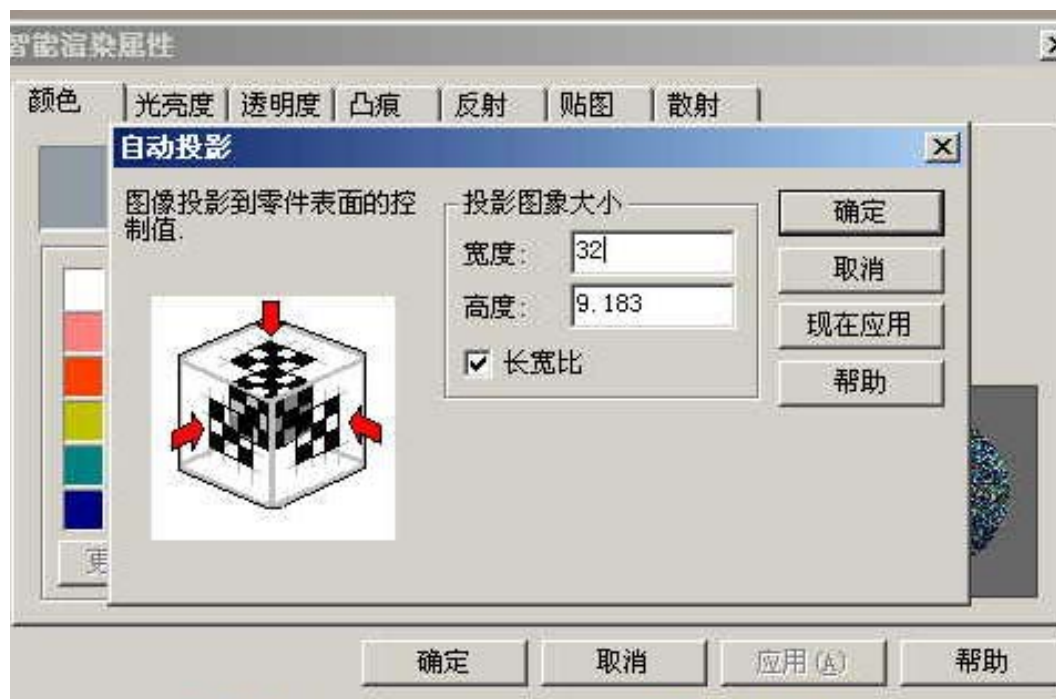 智能渲染属性
颜色 光亮度 透明度 凸痕 反射 贴图 散射
自动投影
图像投影到零件表面的控
制值.
投影图象大小
宽度: 32
高度: 9.183
长宽比
确定
取消
现在应用
帮助
更
确定 取消 应用(A) 帮助